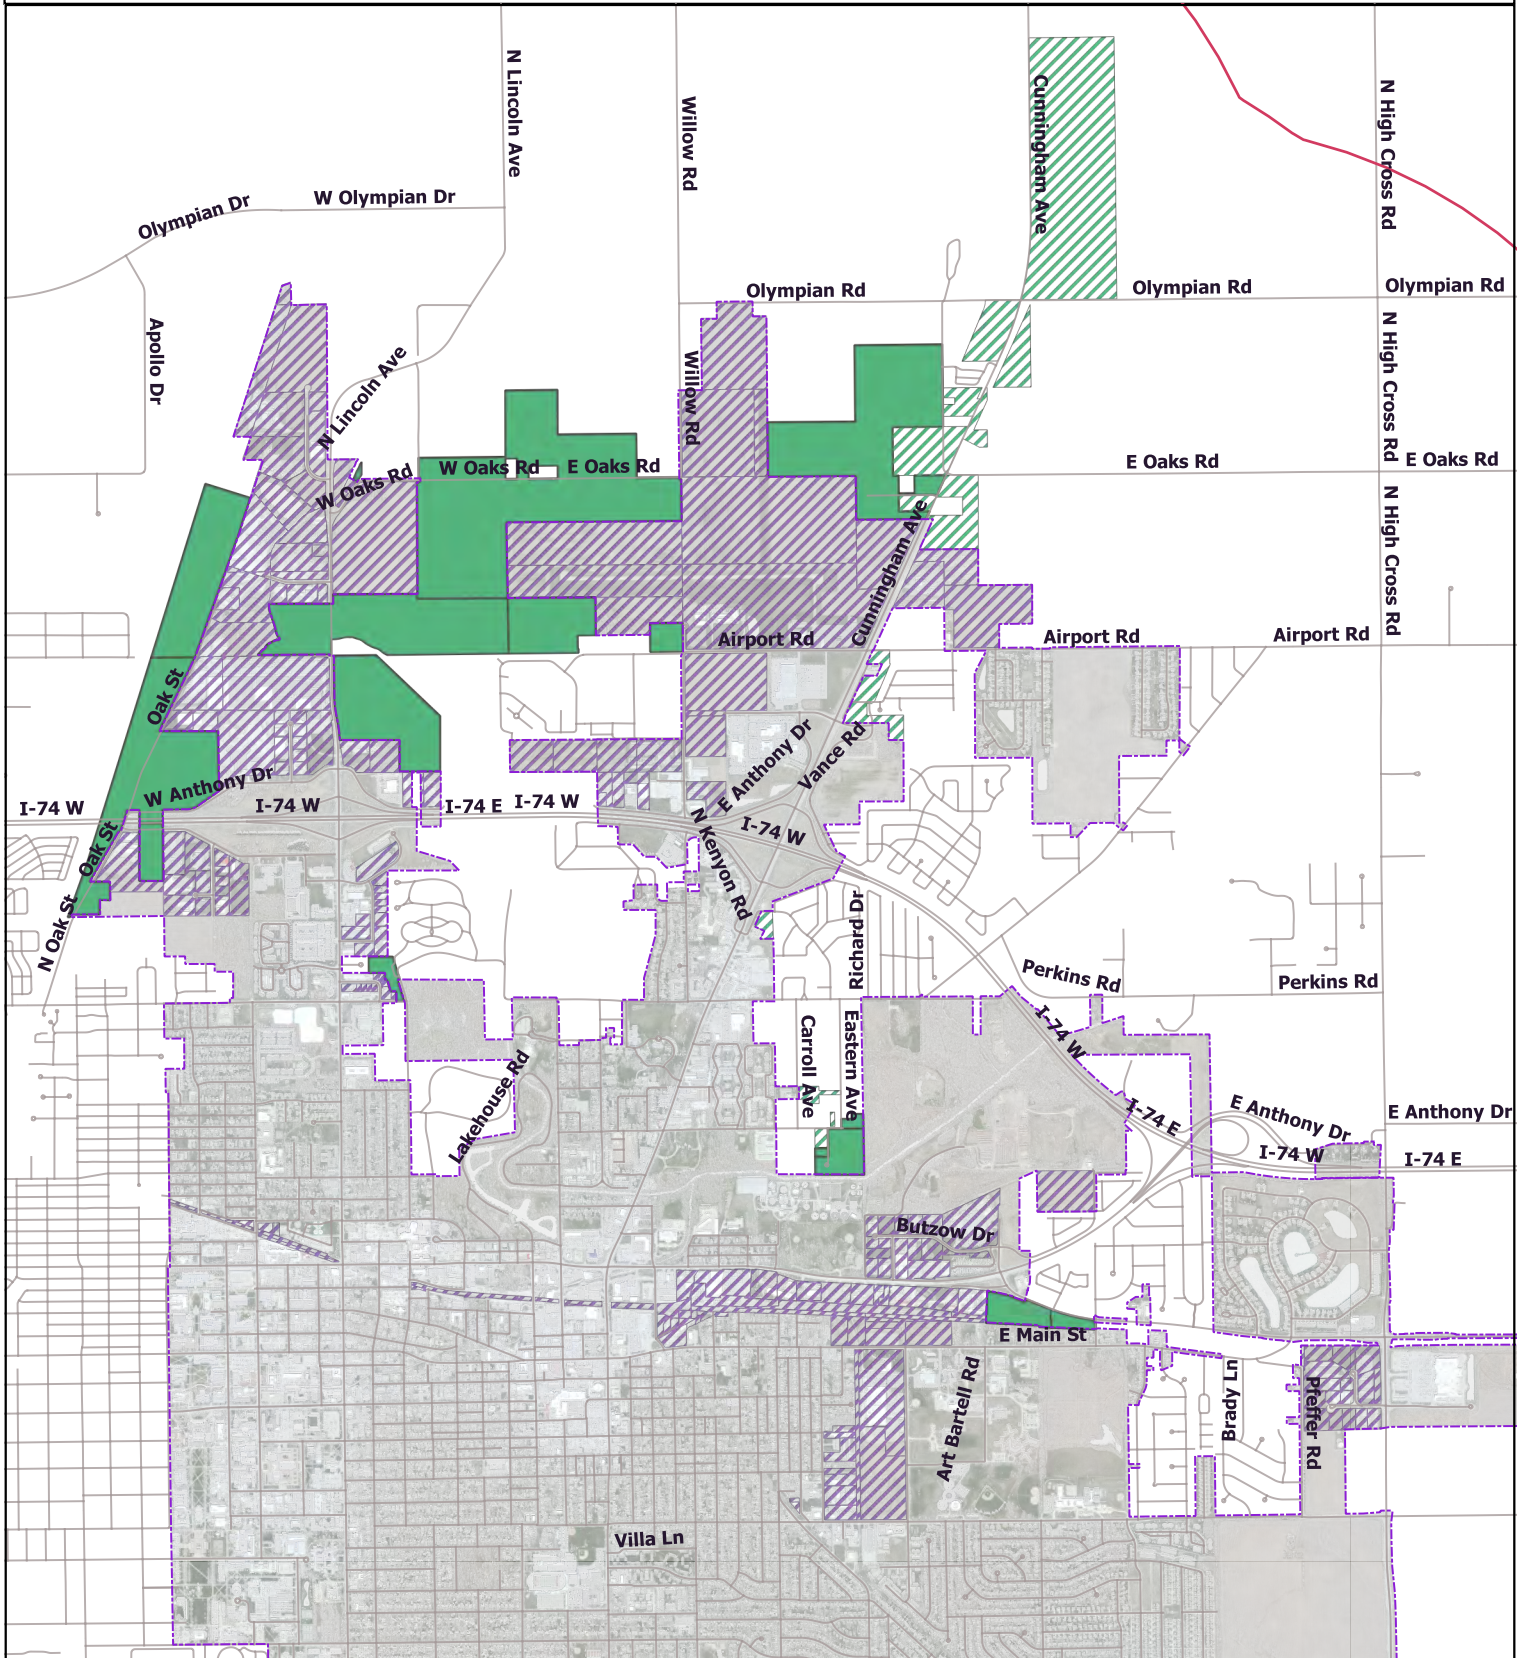 N Lincoln Ave
Willow Rd
Cunningham Ave
N High Cross Rd
Olympian Dr
W Olympian Dr
Olympian Rd
Olympian Rd
Olympian Rd
Apollo Dr
N Lincoln Ave
Willow Rd
N High Cross Rd
W Oaks Rd
W Oaks Rd
E Oaks Rd
E Oaks Rd
E Oaks Rd
N High Cross Rd
Cunningham Ave
Airport Rd
Airport Rd
Airport Rd
Oak St
E Anthony Dr
Vance Rd
W Anthony Dr
I-74 W
I-74 W
I-74 E
I-74 W
I-74 W
Oak St
N Kenyon Rd
N Oak St
Richard Dr
Perkins Rd
Perkins Rd
Carroll Ave
Eastern Ave
I-74 W
Lakehouse Rd
I-74 E
E Anthony Dr
E Anthony Dr
I-74 W
I-74 E
Butzow Dr
E Main St
Art Bartell Rd
Brady Ln
Pfeffer Rd
Villa Ln